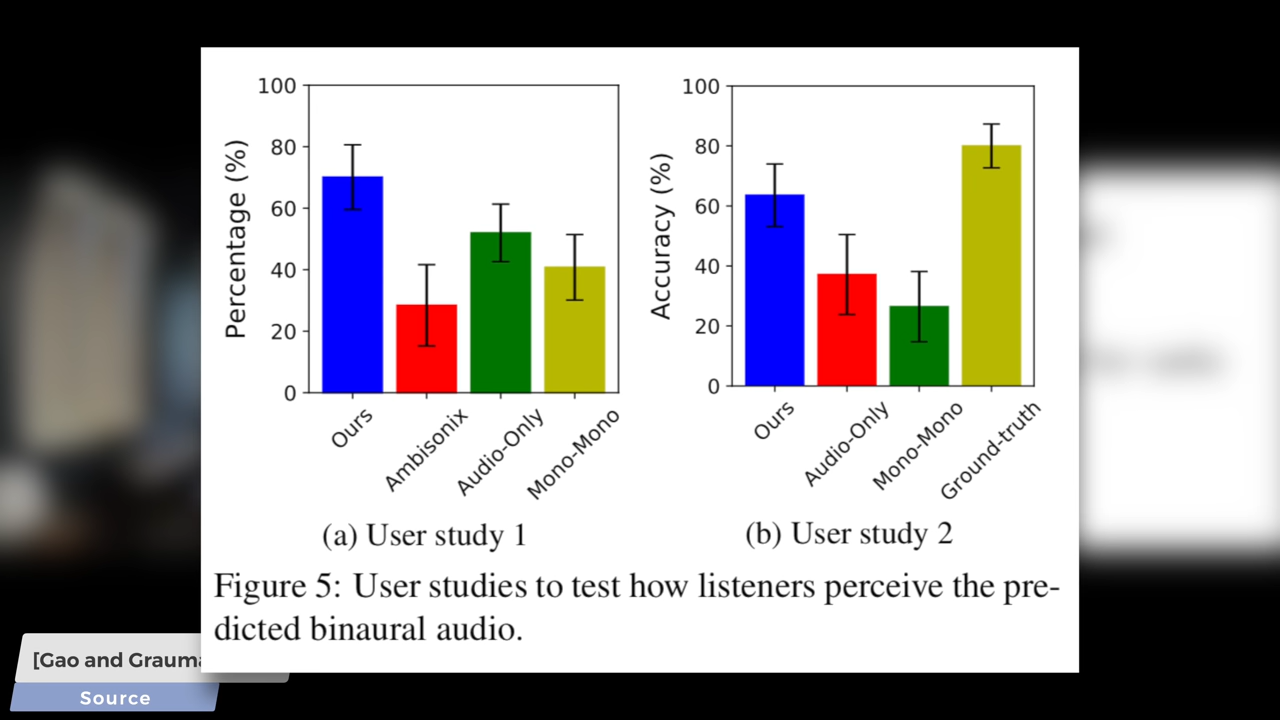 100
80
60
40
20
0
Percentage (%)
Ours
Ambisonix
Audio-Only
Mono-Mono
(a) User study 1
100
80
60
40
20
0
Accuracy (%)
Ours
Audio-Only
Mono-Mono
Ground-truth
(b) User study 2
Figure 5: User studies to test how listeners perceive the pre-
dicted binaural audio.
[Gao and
Source